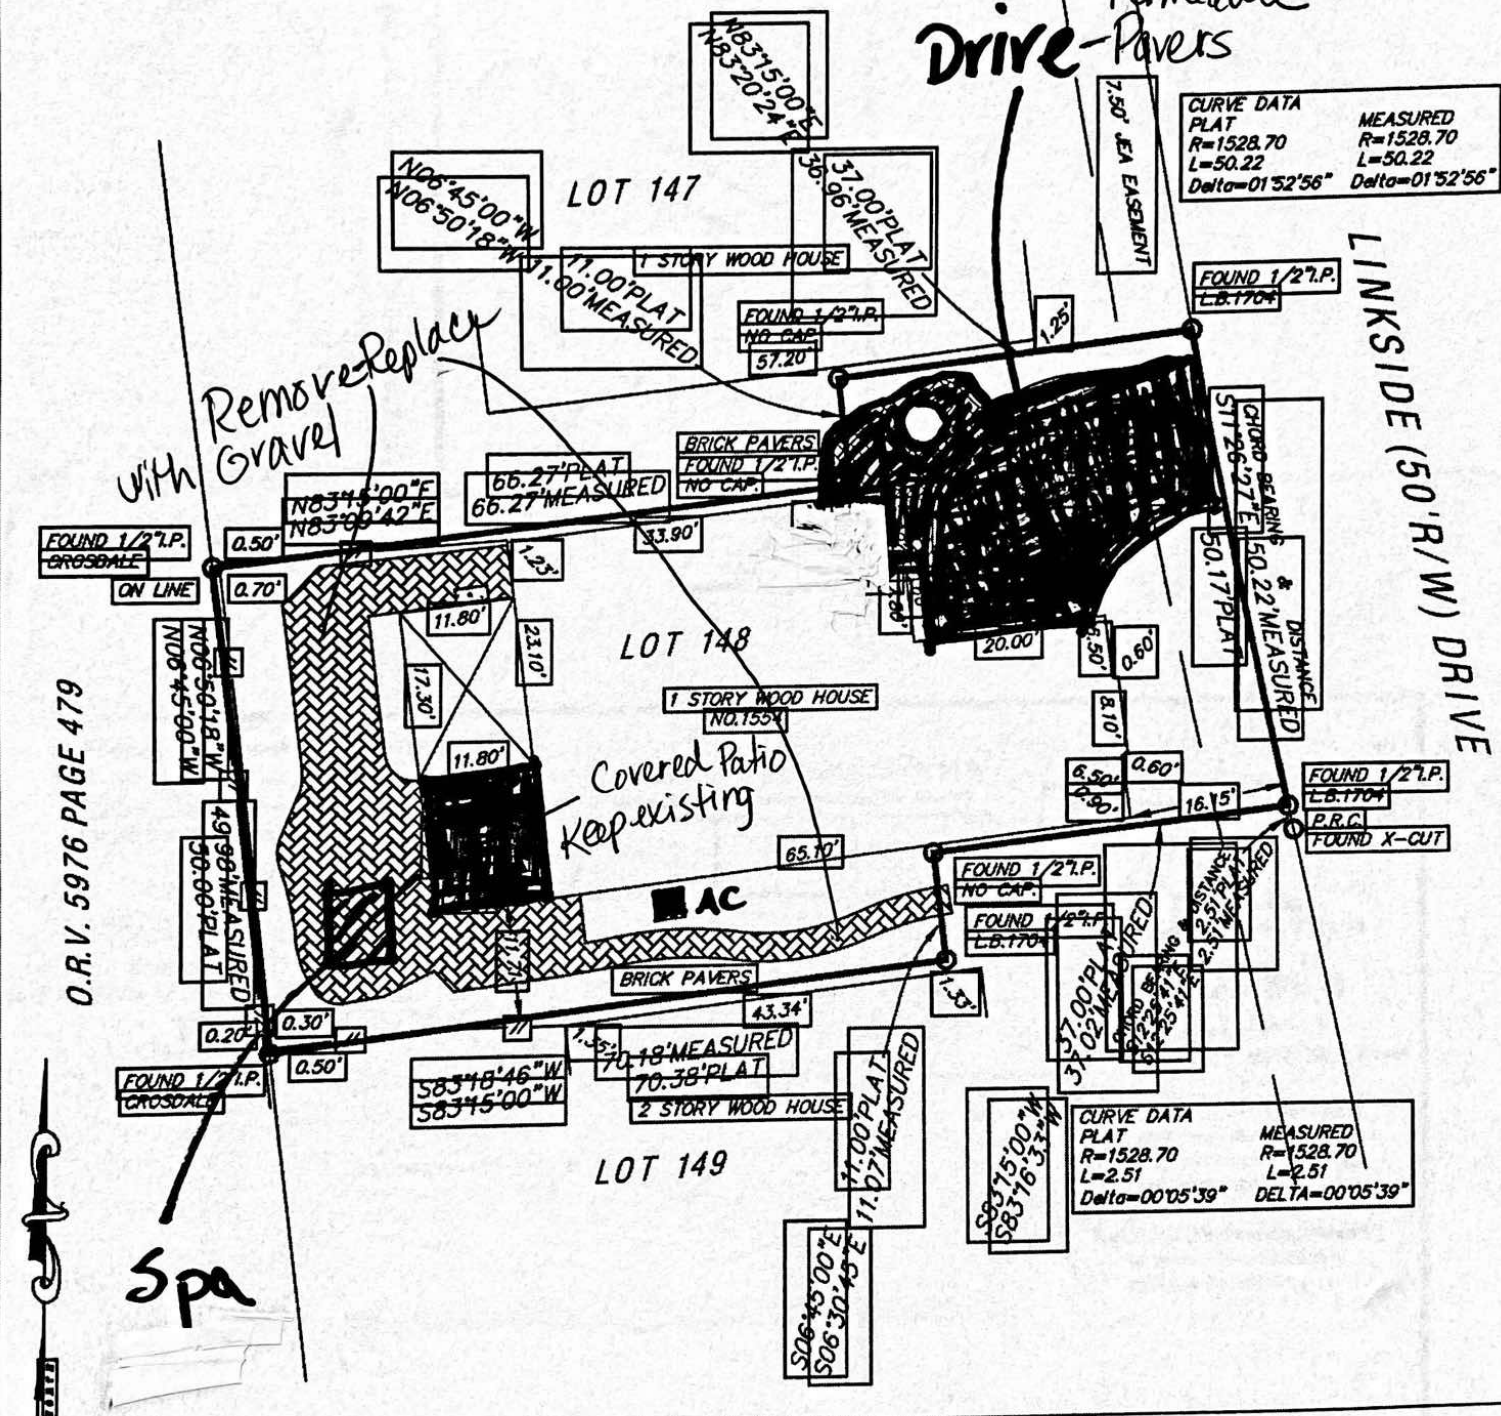 Drive - Pavers
N83°15'00"E
N83°20'24"E
7.50' JEA EASEMENT
CURVE DATA
PLAT MEASURED
R=1528.70 R=1528.70
L=50.22 L=50.22
Delta=01°52'56" Delta=01°52'56"
N06°45'00"W
N06°50'18"W
LOT 147
37.00'PLAT
36.96'MEASURED
1 STORY WOOD HOUSE
11.00'PLAT
11.00'MEASURED
LINKSIDE (50'R/W) DRIVE
FOUND 1/2"I.P.
L.B.1704
FOUND 1/2"I.P.
NO CAP.
57.20'
1.25'
Remove-Replace
with Gravel
BRICK PAVERS
FOUND 1/2"I.P.
NO CAP.
66.27'PLAT
66.27'MEASURED
N83°15'00"E
N83°09'42"E
CHORD BEARING & DISTANCE
S11°26'27"E 50.22'MEASURED
50.17'PLAT
FOUND 1/2"I.P.
CROSDALE
ON LINE
0.50'
0.70'
33.90'
1.23'
11.80'
23.10'
17.30'
11.80'
LOT 148
1 STORY WOOD HOUSE
NO.1554
20.00'
0.60'
8.10'
N06°50'18"W
N06°45'00"W
O.R.V. 5976 PAGE 479
49.98'MEASURED
50.00'PLAT
Covered Patio
Keep existing
6.50'
0.90'
0.60'
16.15'
FOUND 1/2"I.P.
L.B.1704
P.R.C.
FOUND X-CUT
65.10'
AC
FOUND 1/2"I.P.
NO CAP.
FOUND 1/2"I.P.
L.B.1704
BRICK PAVERS
1.33'
43.34'
0.20'
0.30'
0.50'
1.35'
70.18'MEASURED
70.38'PLAT
S83°18'46"W
S83°15'00"W
2 STORY WOOD HOUSE
FOUND 1/2"I.P.
CROSDALE
37.00'PLAT
37.02'MEASURED
2.51'PLAT
2.51'MEASURED
11.00'PLAT
11.07'MEASURED
LOT 149
S83°15'00"W
S83°16'33"W
CURVE DATA
PLAT MEASURED
R=1528.70 R=1528.70
L=2.51 L=2.51
Delta=00°05'39" DELTA=00°05'39"
S06°45'00"E
S06°30'45"E
Spa